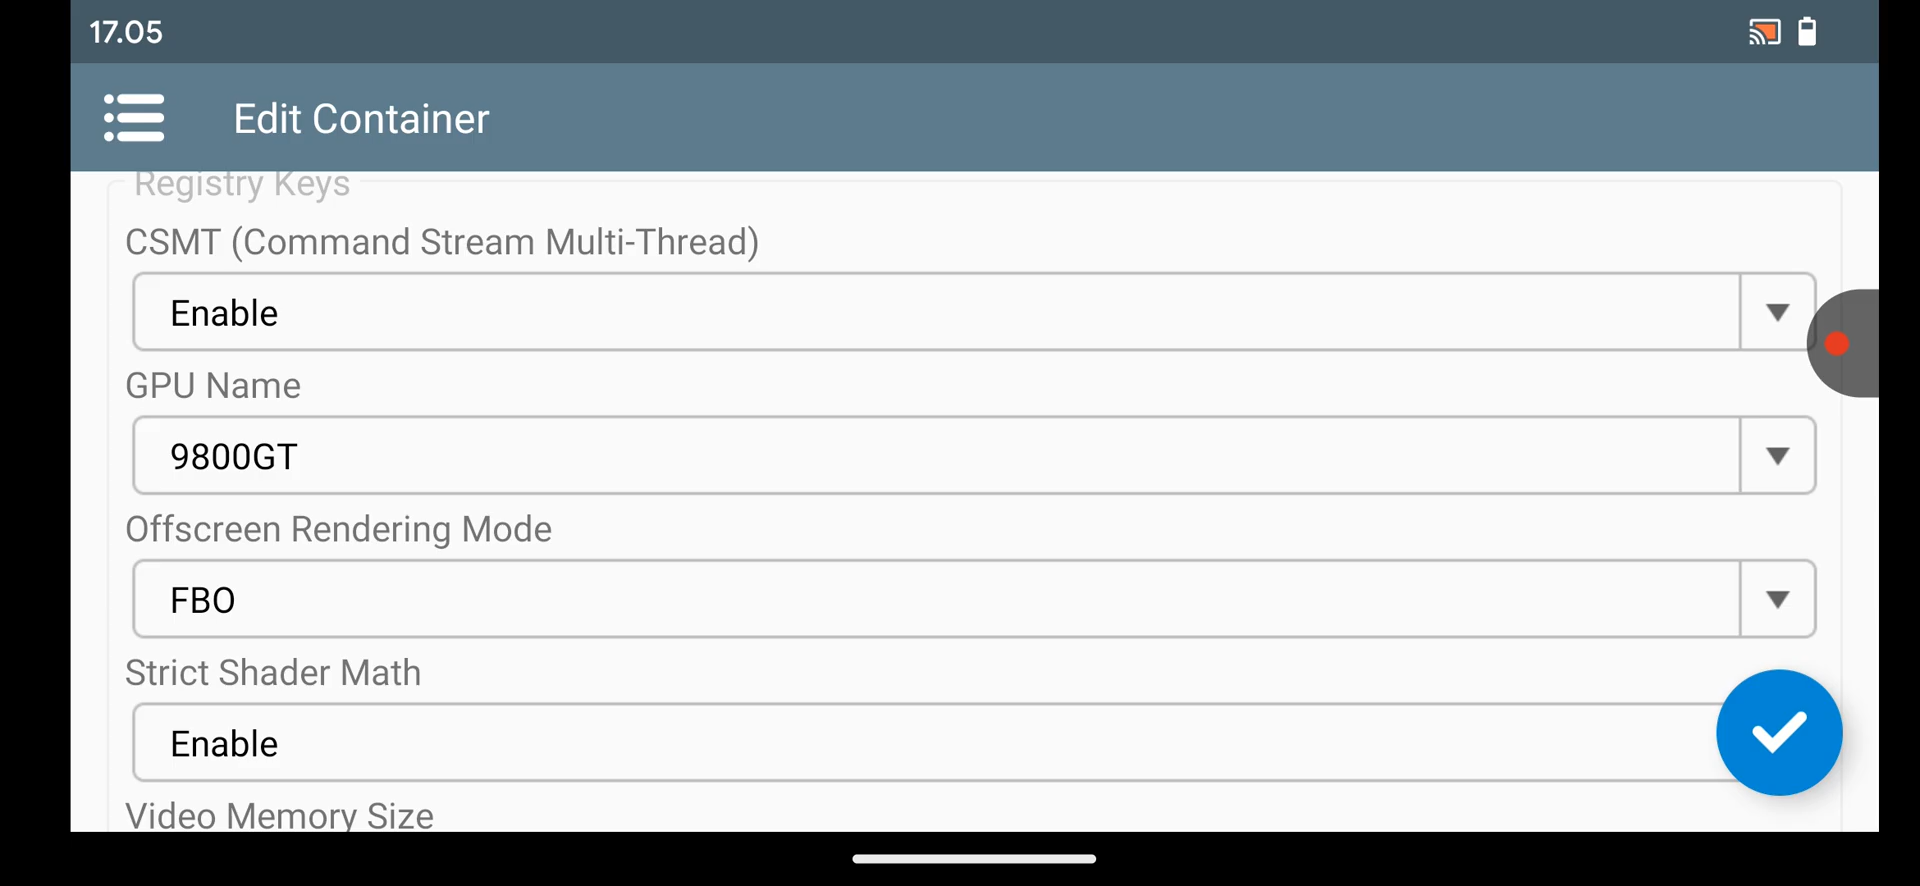 17.05
Edit Container
Registry Keys
CSMT (Command Stream Multi-Thread)
Enable
GPU Name
9800GT
Offscreen Rendering Mode
FBO
Strict Shader Math
Enable
Video Memory Size